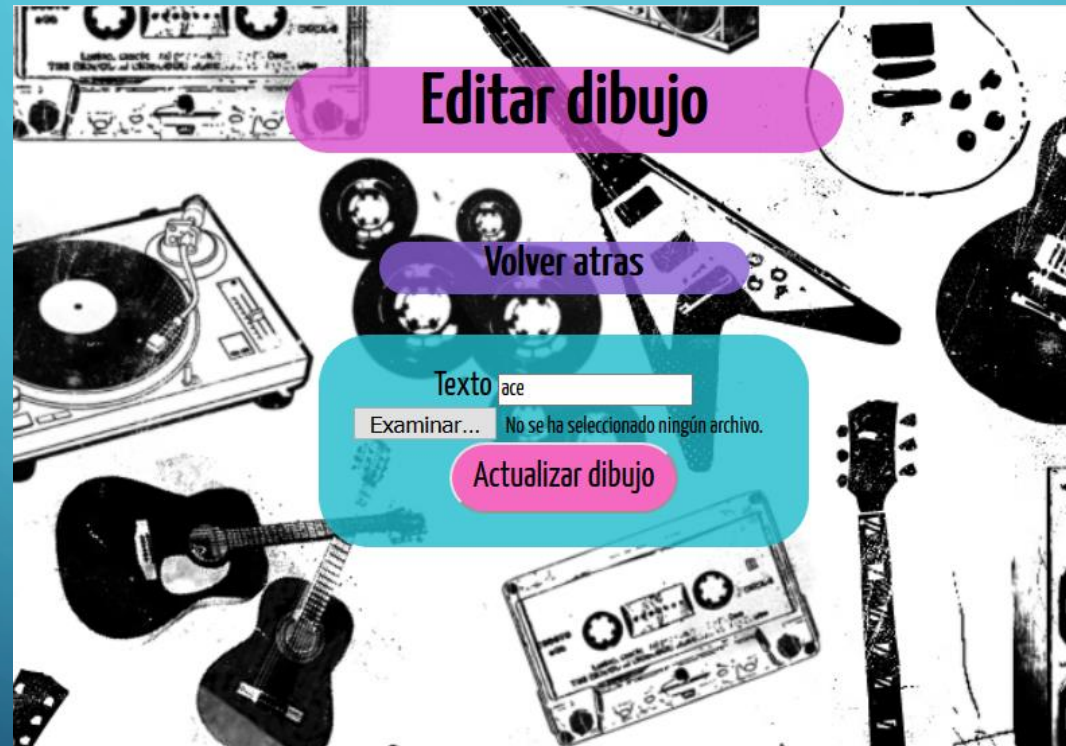 Editar dibujo
Volver atras
Texto ace
Examinar... No se ha seleccionado ningún archivo.
Actualizar dibujo